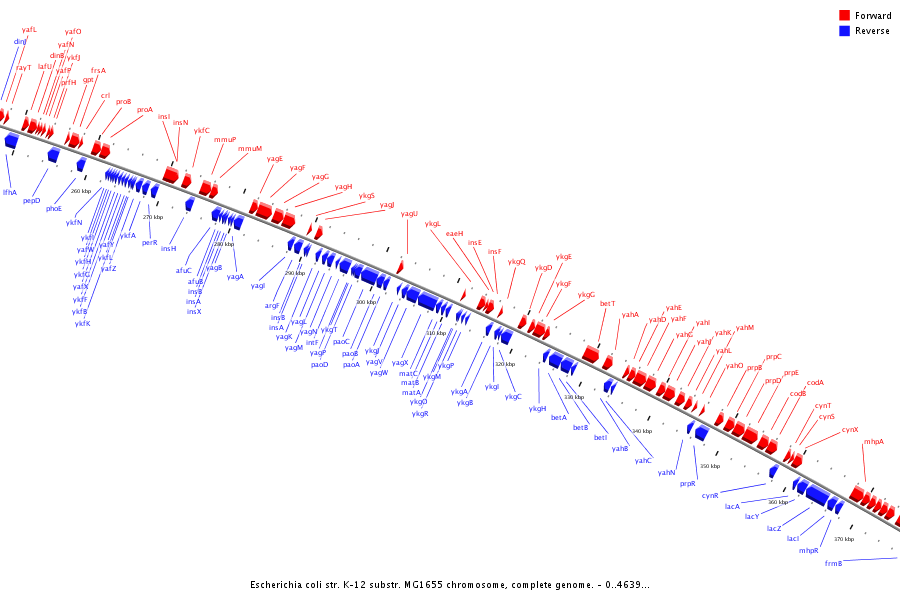 Forward
Reverse
yafL
dinJ
rayT
yafO
yafN
dinB
ykfJ
lafU
yafP
prfH
frsA
gpt
crl
proB
proA
insI
insN
ykfC
mmuP
mmuM
yagE
yagF
yagG
yagH
ykgS
yagJ
yagU
ykgL
eaeH
insE
insF
ykgQ
ykgD
ykgE
ykgF
ykgG
betT
yahA
yahD
yahE
yahF
yahG
yahI
yahJ
yahK
yahM
yahL
yahO
prpB
prpC
prpD
prpE
codB
codA
cynT
cynS
cynX
mhpA
lfhA
pepD
phoE
260 kbp
ykfN
ykfI
yafW
ykfH
ykfG
yafX
ykfF
ykfB
ykfK
yafY
ykfL
yafZ
ykfA
270 kbp
perR
insH
afuC
280 kbp
yagB
afuB
insB
insA
insX
yagA
yagI
290 kbp
argF
insB
insA
yagK
yagL
yagM
yagN
intF
yagP
ykgT
paoD
paoC
paoB
paoA
300 kbp
ykgJ
yagV
yagW
yagX
matC
matB
matA
ykgO
ykgR
ykgM
ykgP
310 kbp
ykgA
ykgB
ykgI
ykgC
320 kbp
ykgH
betA
betB
betI
330 kbp
yahB
yahC
340 kbp
yahN
prpR
350 kbp
cynR
lacA
lacY
360 kbp
lacZ
lacI
mhpR
370 kbp
frmB
Escherichia coli str. K-12 substr. MG1655 chromosome, complete genome. - 0..4639...